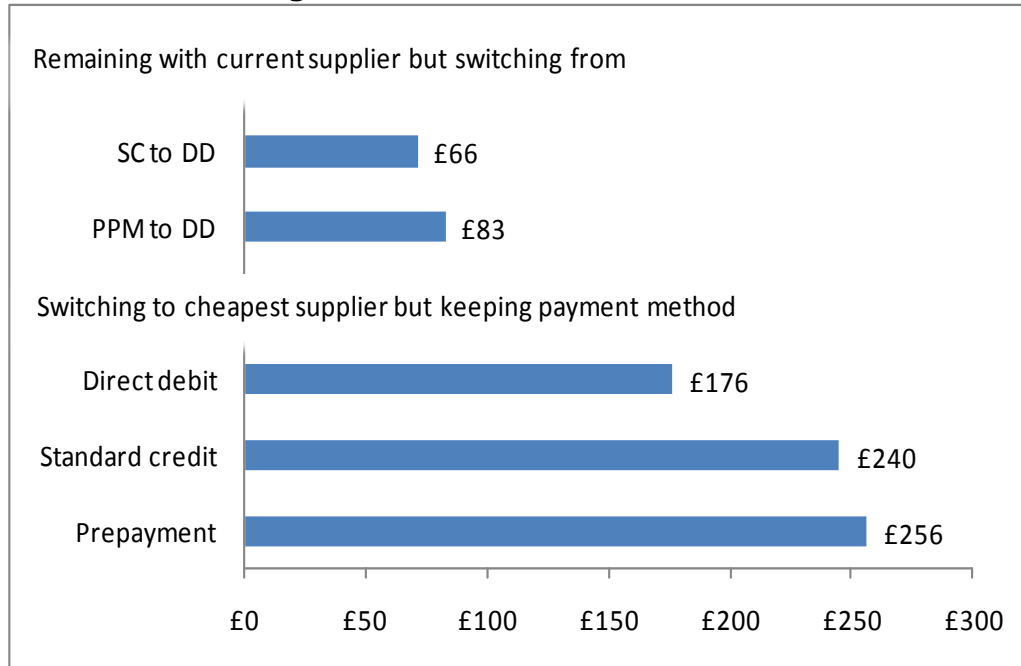 Remaining with current supplier but switching from
SC to DD £66
PPM to DD £83
Switching to cheapest supplier but keeping payment method
Direct debit £176
Standard credit £240
Prepayment £256
£0 £50 £100 £150 £200 £250 £300